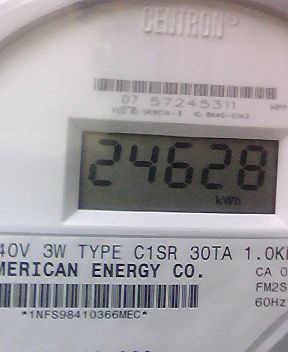 CENTRON®
07 57245311
24628
kWh
40V 3W TYPE C1SR 30TA 1.0K
MERICAN ENERGY CO.
CA 0
FM2S
60Hz
*1NFS98410366MEC*